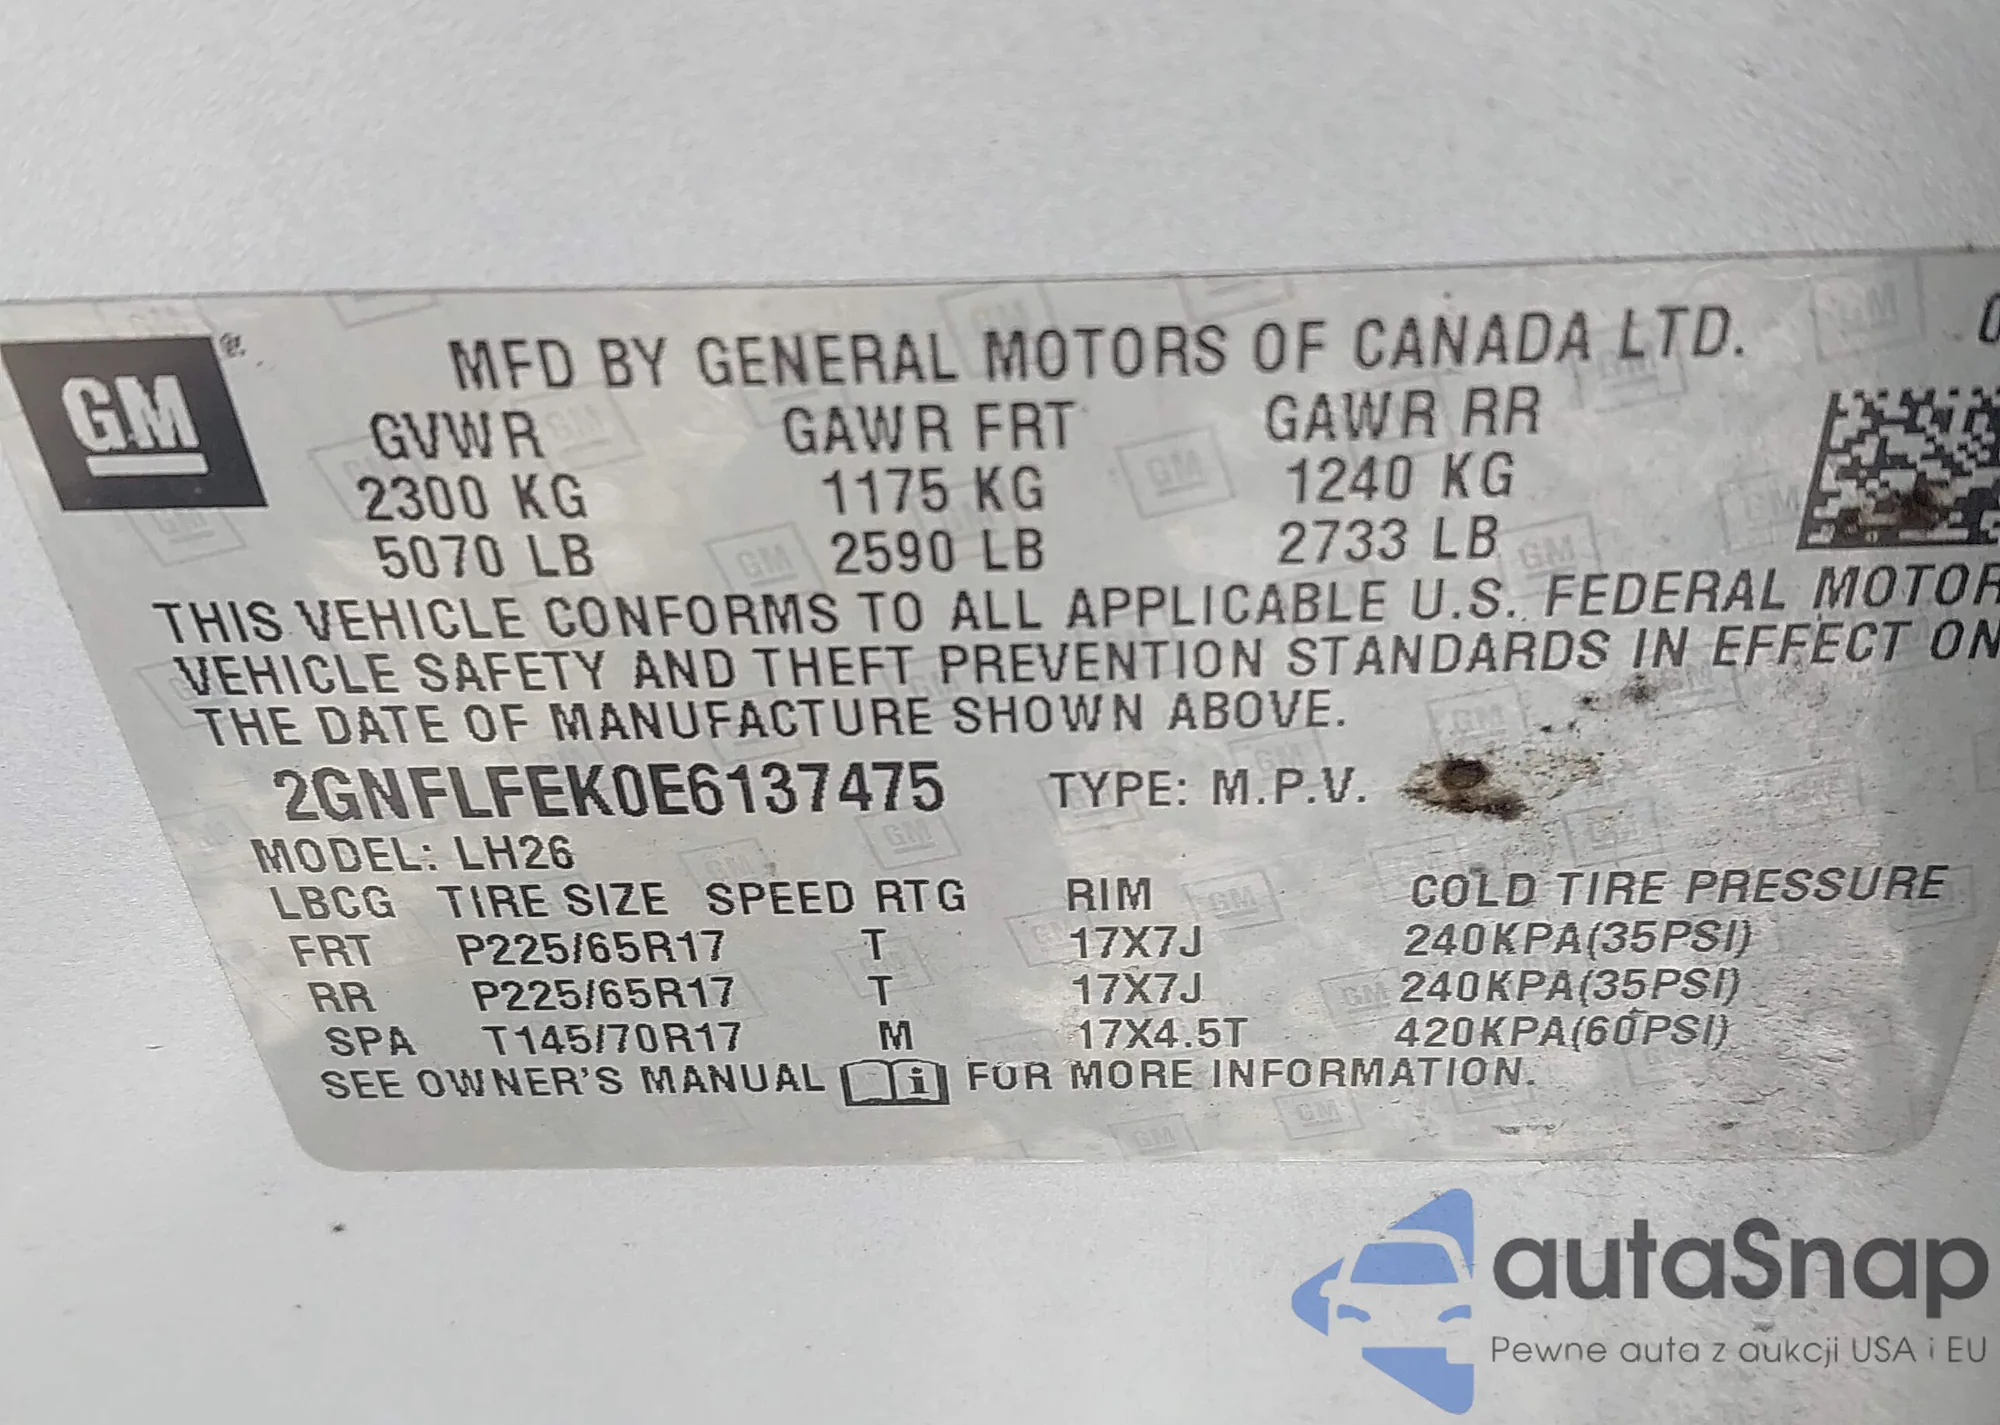 GM
MFD BY GENERAL MOTORS OF CANADA LTD.
GVWR GAWR FRT GAWR RR
2300 KG 1175 KG 1240 KG
5070 LB 2590 LB 2733 LB
THIS VEHICLE CONFORMS TO ALL APPLICABLE U.S. FEDERAL MOTOR
VEHICLE SAFETY AND THEFT PREVENTION STANDARDS IN EFFECT ON
THE DATE OF MANUFACTURE SHOWN ABOVE.
2GNFLFEK0E6137475 TYPE: M.P.V.
MODEL: LH26
LBCG TIRE SIZE SPEED RTG RIM COLD TIRE PRESSURE
FRT P225/65R17 T 17X7J 240KPA(35PSI)
RR P225/65R17 T 17X7J 240KPA(35PSI)
SPA T145/70R17 M 17X4.5T 420KPA(60PSI)
SEE OWNER'S MANUAL i FOR MORE INFORMATION.
autaSnap
Pewne auta z aukcji USA i EU